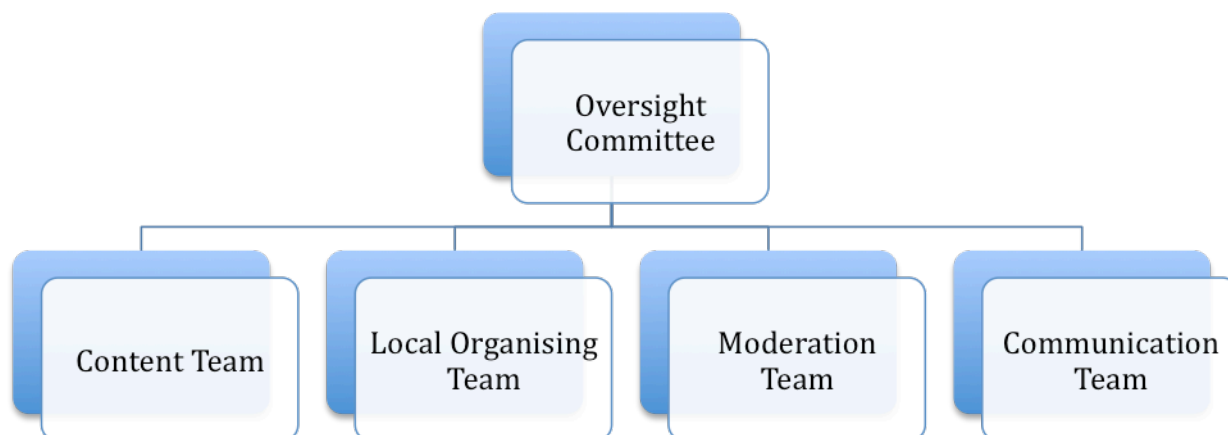 Oversight
Committee
Content Team
Local Organising
Team
Moderation
Team
Communication
Team